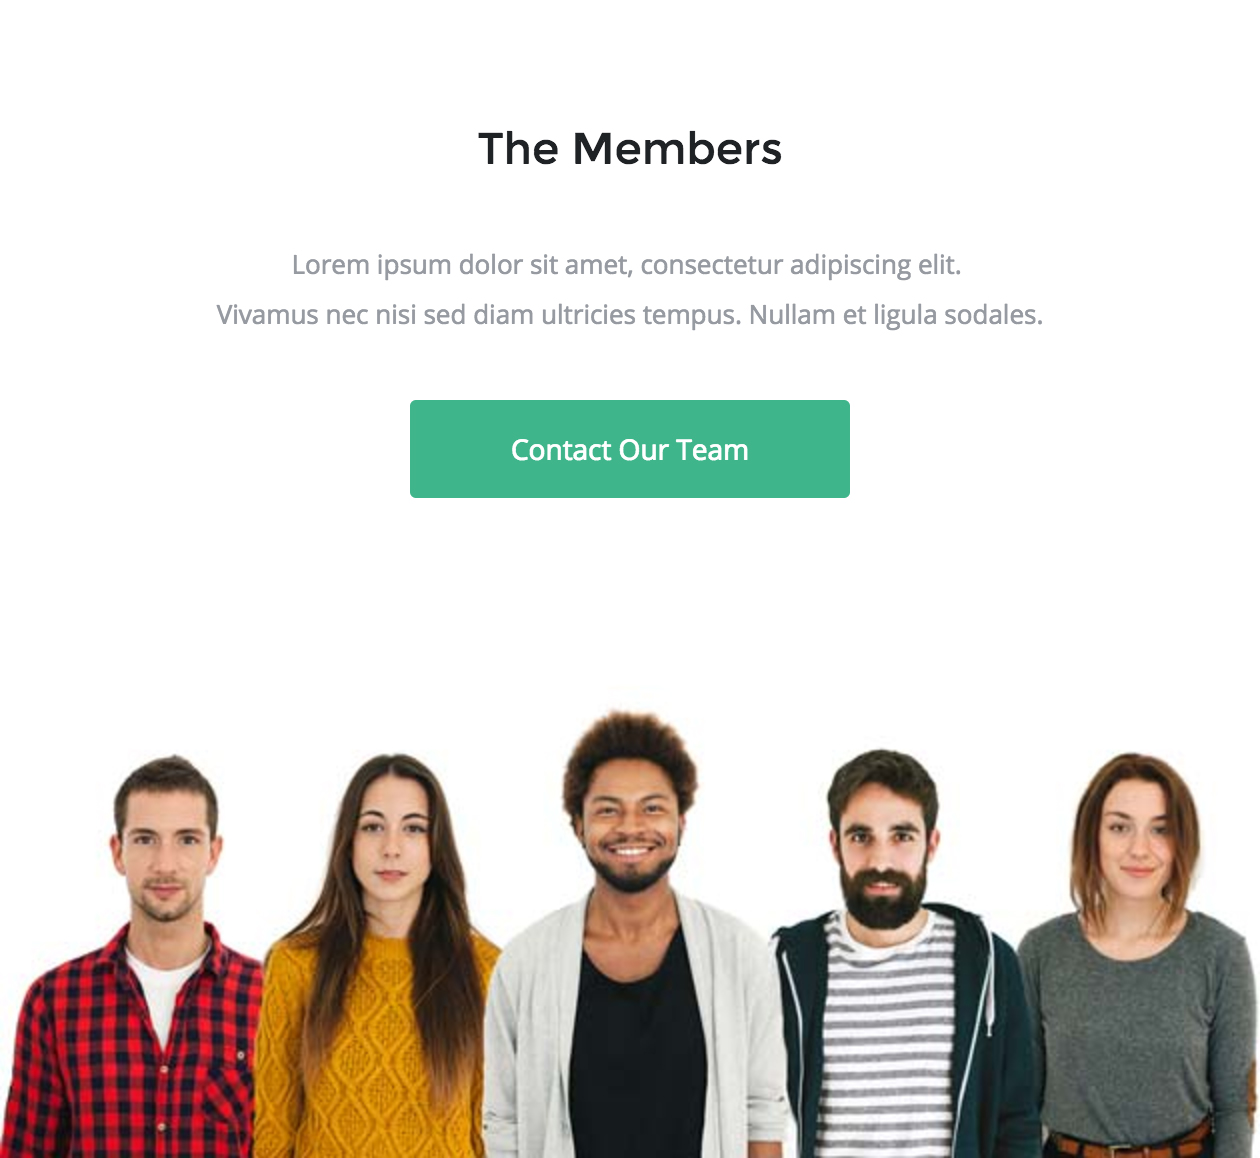 The Members
Lorem ipsum dolor sit amet, consectetur adipiscing elit.
Vivamus nec nisi sed diam ultricies tempus. Nullam et ligula sodales.
Contact Our Team